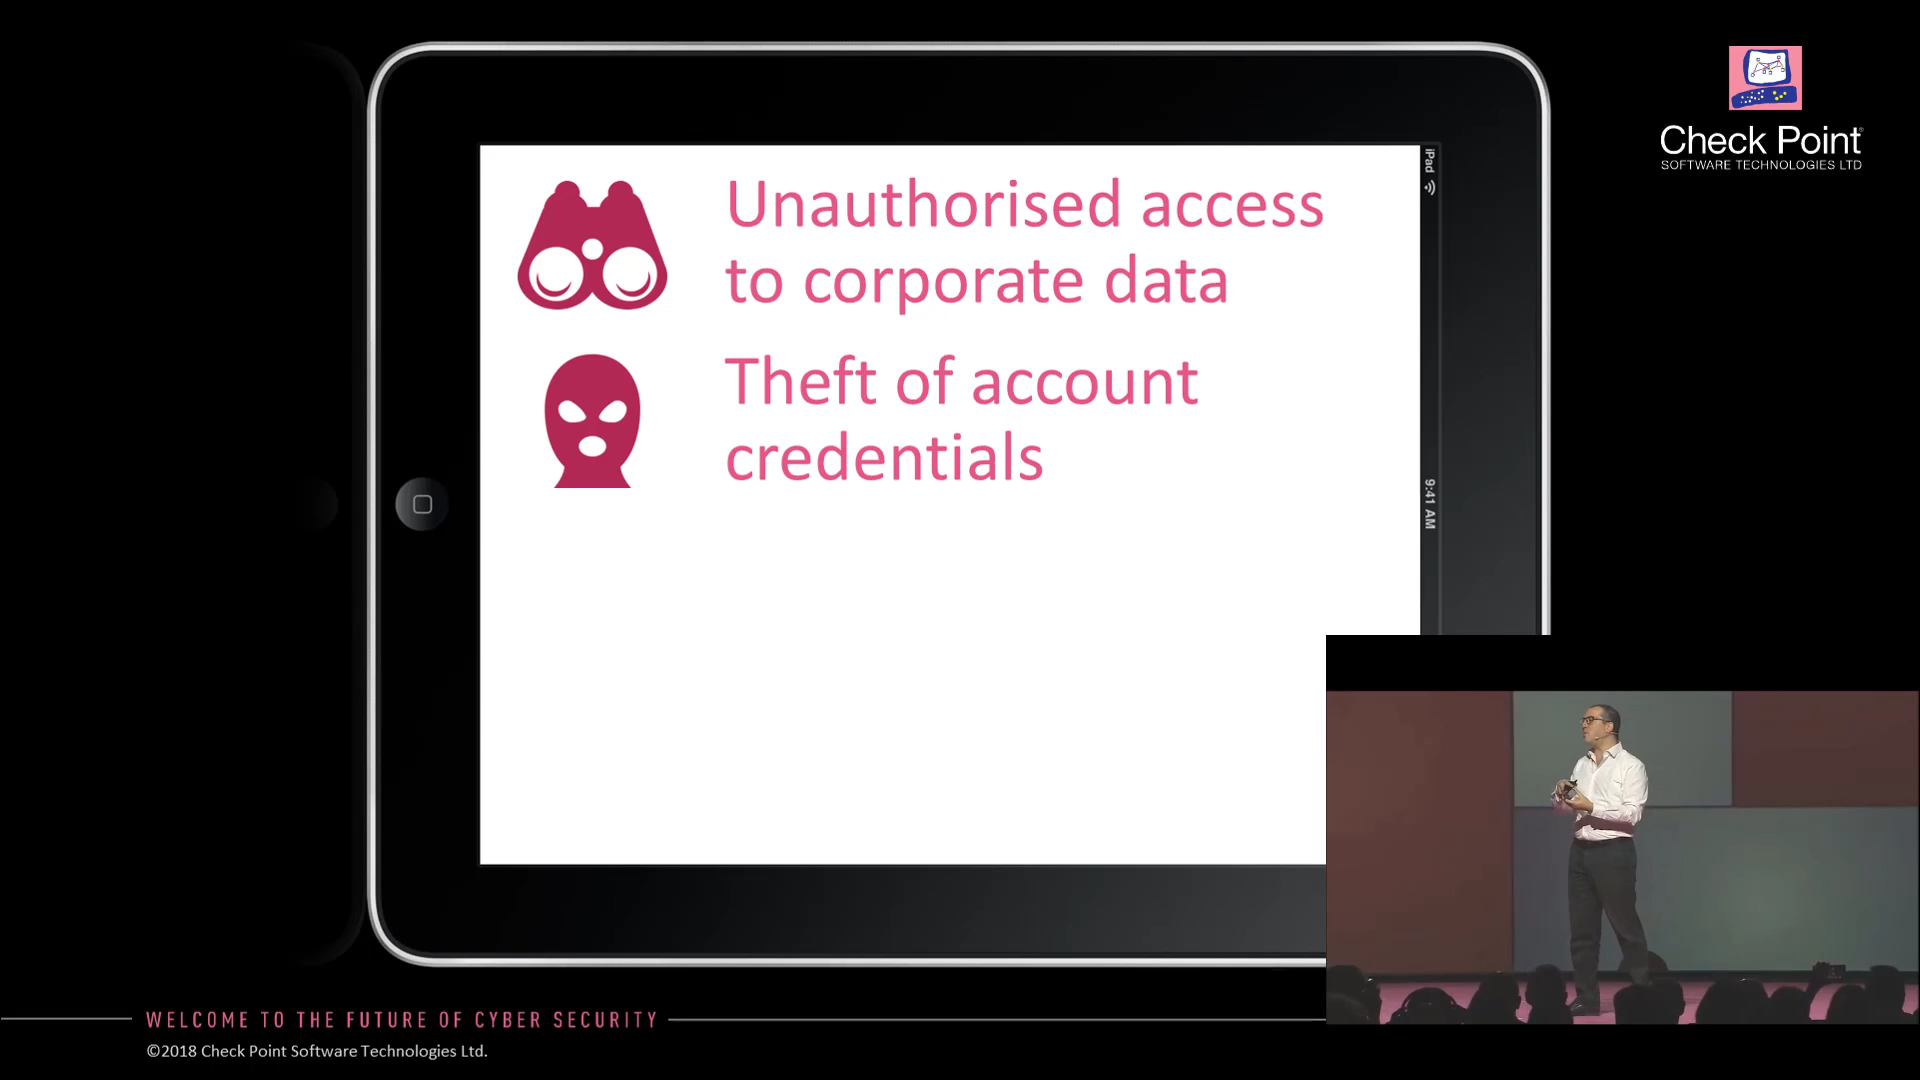 Check Point
SOFTWARE TECHNOLOGIES LTD
iPad
9:41 AM
Unauthorised access
to corporate data
Theft of account
credentials
WELCOME TO THE FUTURE OF CYBER SECURITY
©2018 Check Point Software Technologies Ltd.